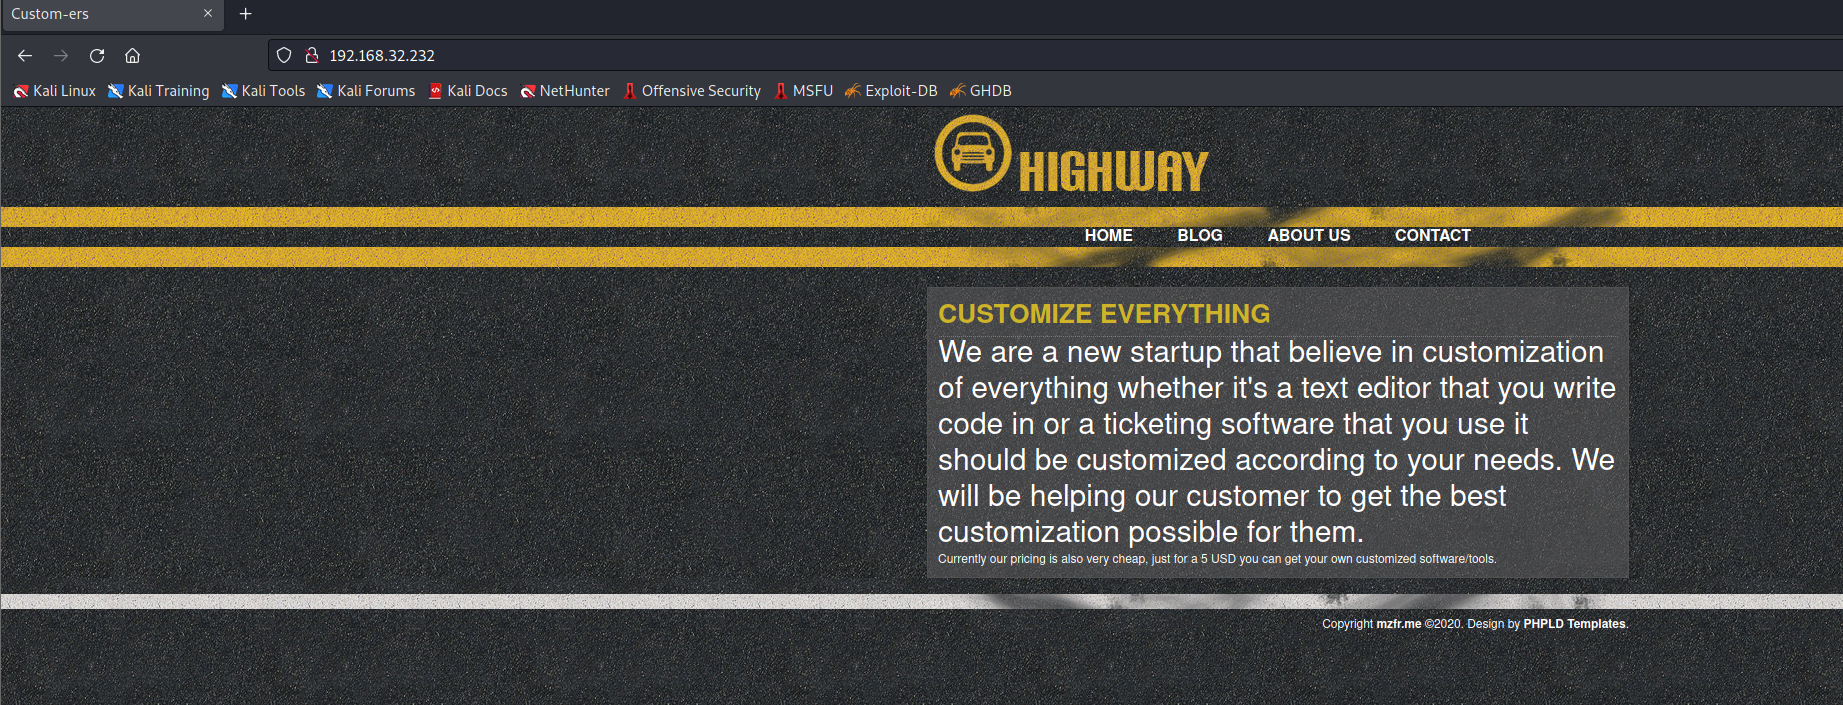 Custom-ers
192.168.32.232
Kali Linux Kali Training Kali Tools Kali Forums Kali Docs NetHunter Offensive Security MSFU Exploit-DB GHDB
HIGHWAY
HOME BLOG ABOUT US CONTACT
CUSTOMIZE EVERYTHING
We are a new startup that believe in customization
of everything whether it's a text editor that you write
code in or a ticketing software that you use it
should be customized according to your needs. We
will be helping our customer to get the best
customization possible for them.
Currently our pricing is also very cheap, just for a 5 USD you can get your own customized software/tools.
Copyright mzfr.me ©2020. Design by PHPLD Templates.